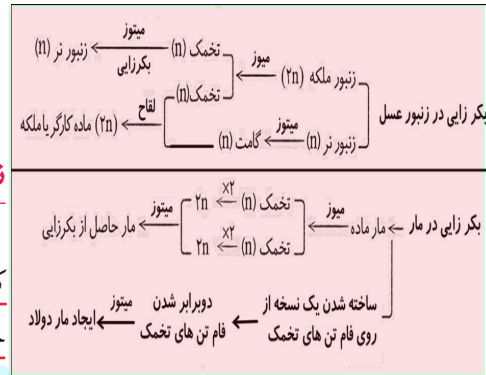 میتوز
تخمک (n) زنبور نر (n)
بکرزایی
میوز
زنبور ملکه (۲n)
بکر زایی در زنبور عسل
تخمک(n)
لقاح
(۲n) ماده کارگر یا ملکه
زنبور نر (n) میتوز گامت (n)
بکر زایی در مار
مار ماده میوز
تخمک (n) ×۲ ۲n
میتوز مار حاصل از بکرزایی
تخمک (n) ×۲ ۲n
ساخته شدن یک نسخه از
روی فام تن های تخمک
دوبرابر شدن
فام تن های تخمک
میتوز
ایجاد مار دولاد